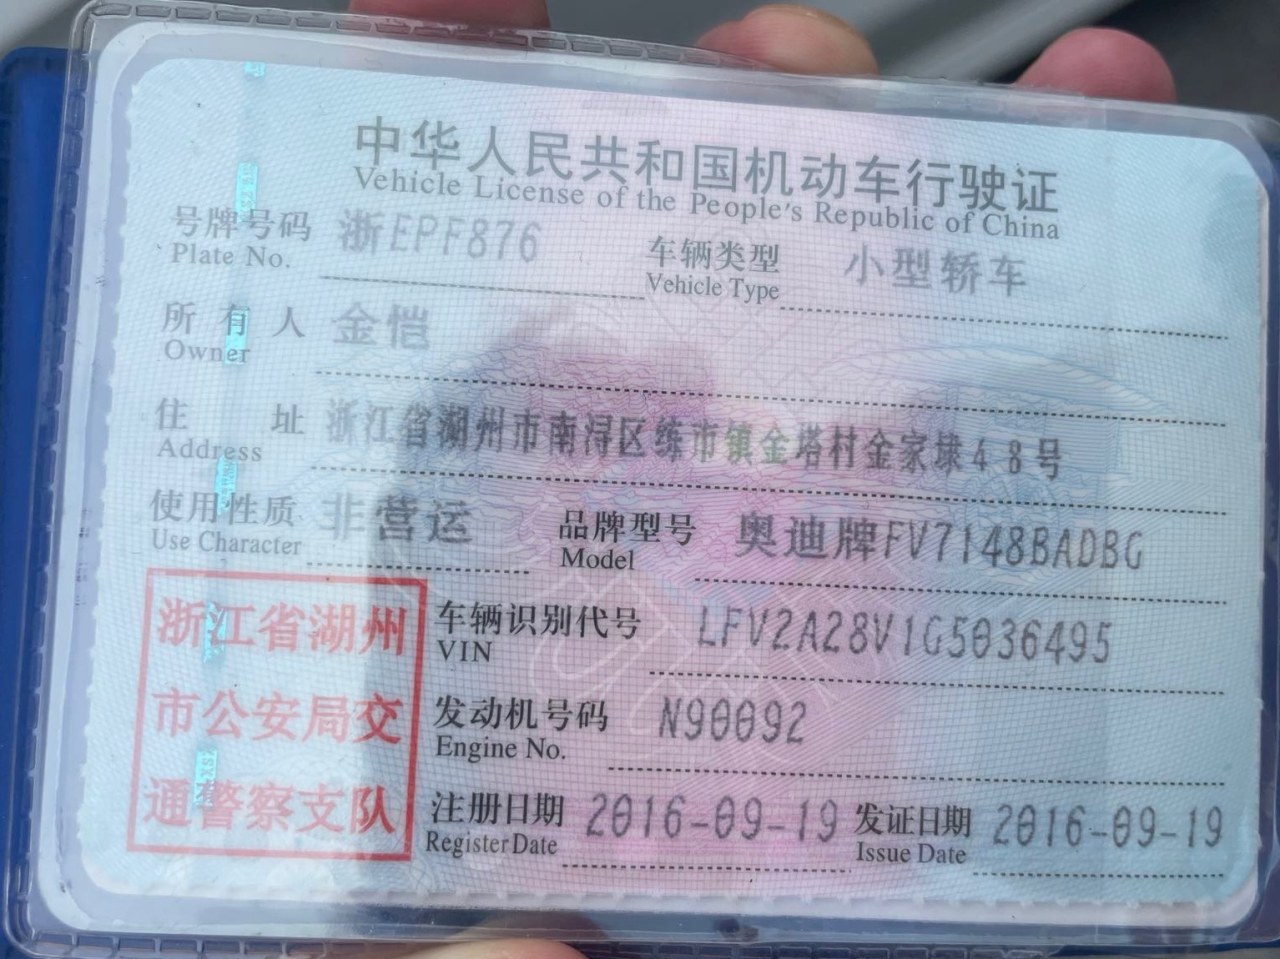 中华人民共和国机动车行驶证
Vehicle License of the People's Republic of China
号牌号码 浙EPF876 车辆类型 小型轿车
Plate No. Vehicle Type
所有人 金恺
Owner
住址 浙江省湖州市南浔区练市镇金塔村金家埭48号
Address
使用性质 非营运 品牌型号 奥迪牌FV7148BADBG
Use Character Model
浙江省湖州
市公安局交
通警察支队
车辆识别代号 LFV2A28V1G5036495
VIN
发动机号码 N90092
Engine No.
注册日期 2016-09-19 发证日期 2016-09-19
Register Date Issue Date